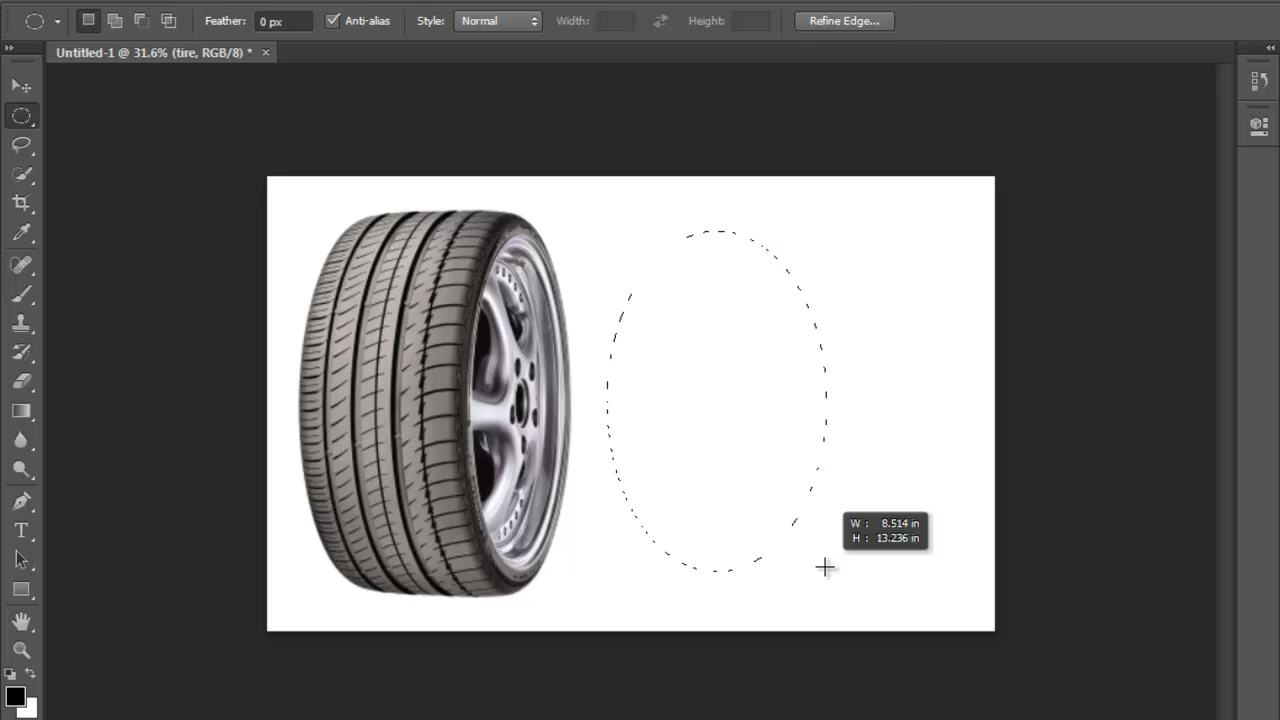 Feather: 0 px Anti-alias Style: Normal Width: Height: Refine Edge...
Untitled-1 @ 31.6% (tire, RGB/8) * ×
W : 8.514 in
H : 13.236 in
T